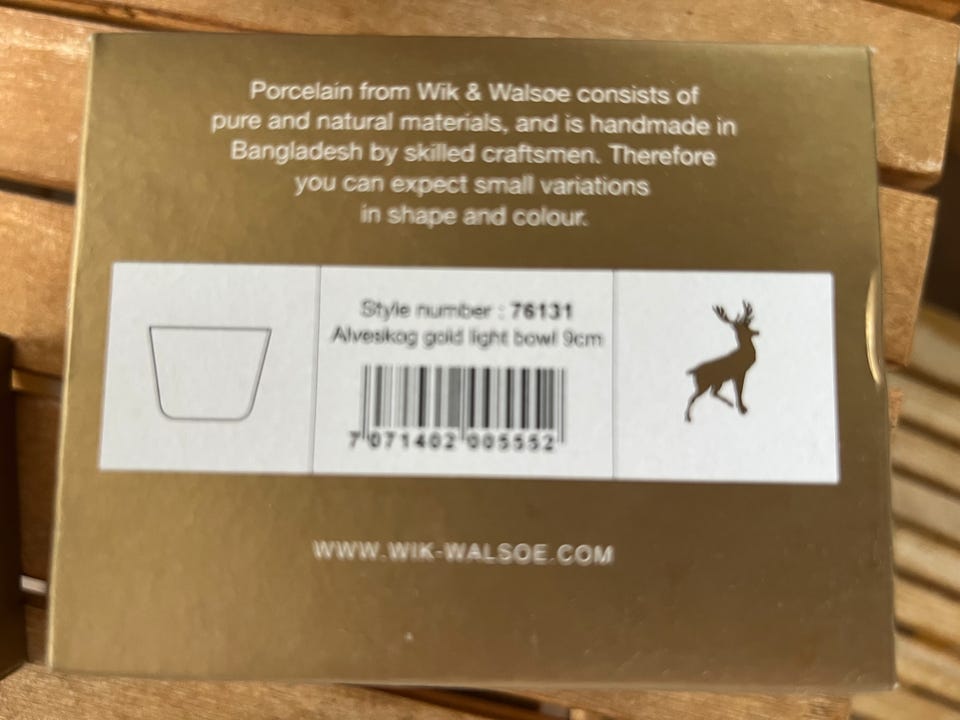 Porcelain from Wik & Walsøe consists of
pure and natural materials, and is handmade in
Bangladesh by skilled craftsmen. Therefore
you can expect small variations
in shape and colour.
Style number : 76131
Alveskog gold light bowl 9cm
7 071402 005552
WWW.WIK-WALSOE.COM